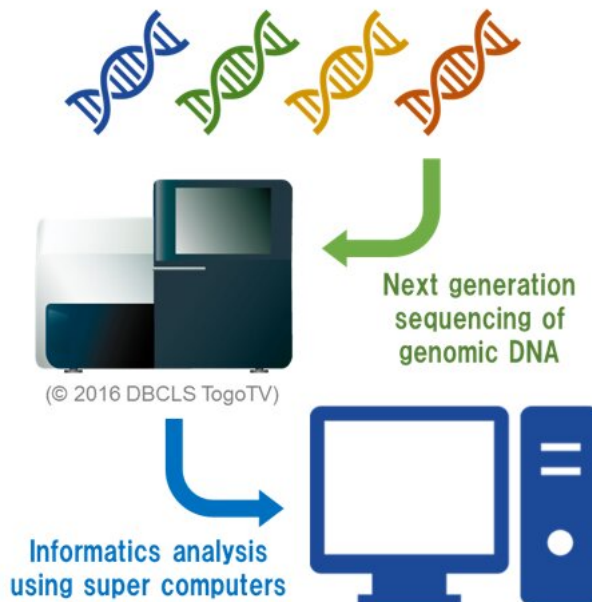 Next generation
sequencing of
genomic DNA
(© 2016 DBCLS TogoTV)
Informatics analysis
using super computers